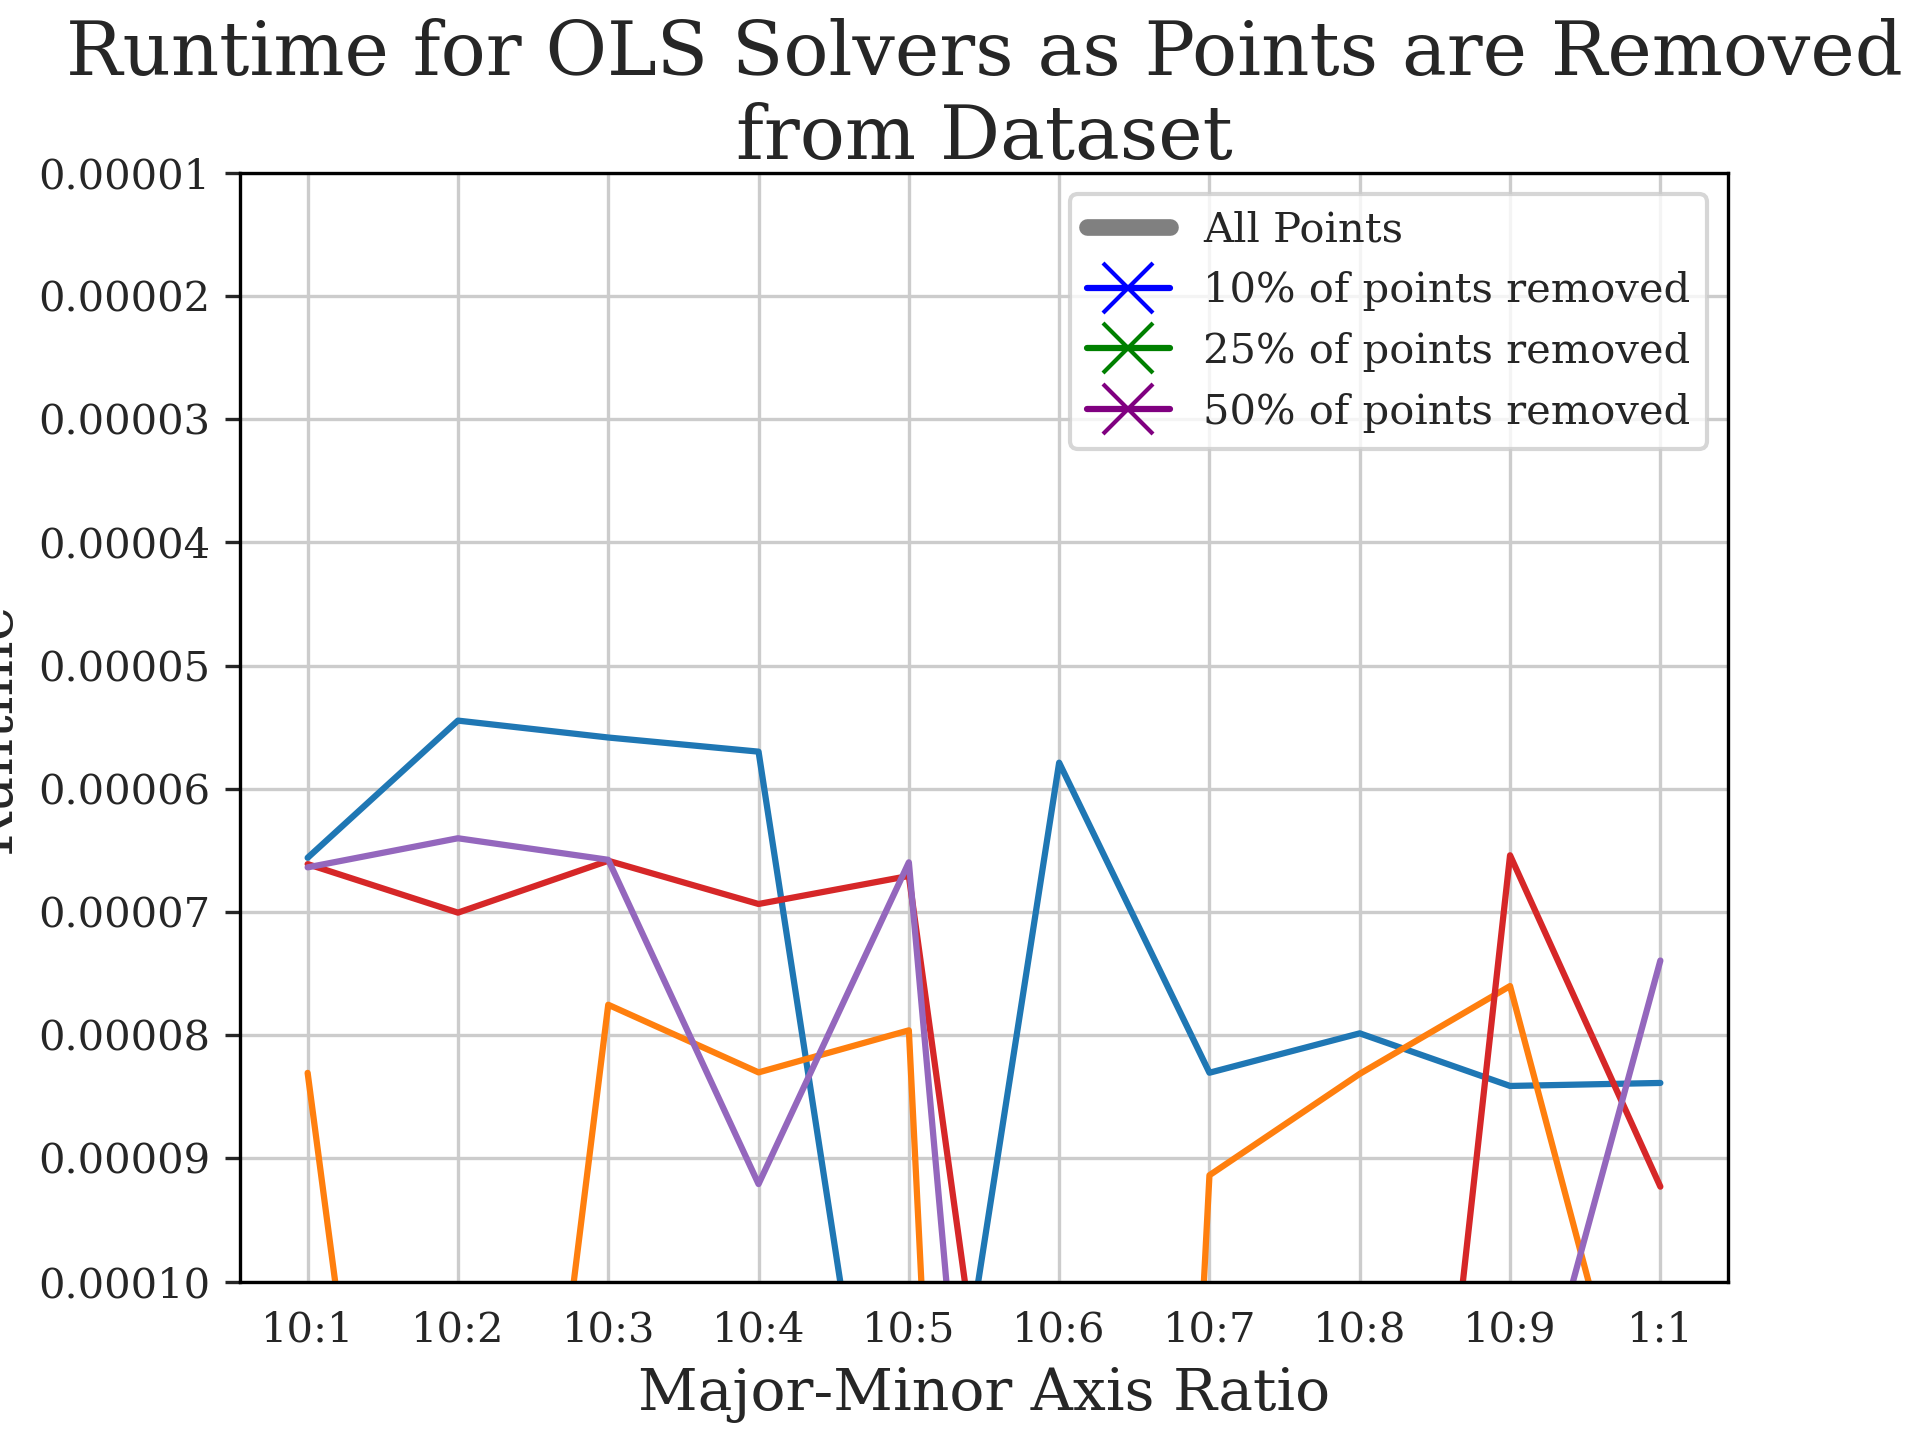 Runtime for OLS Solvers as Points are Removed
from Dataset
0.00001
0.00002
0.00003
0.00004
0.00005
0.00006
0.00007
0.00008
0.00009
0.00010
Runtime
All Points
10% of points removed
25% of points removed
50% of points removed
10:1 10:2 10:3 10:4 10:5 10:6 10:7 10:8 10:9 1:1
Major-Minor Axis Ratio